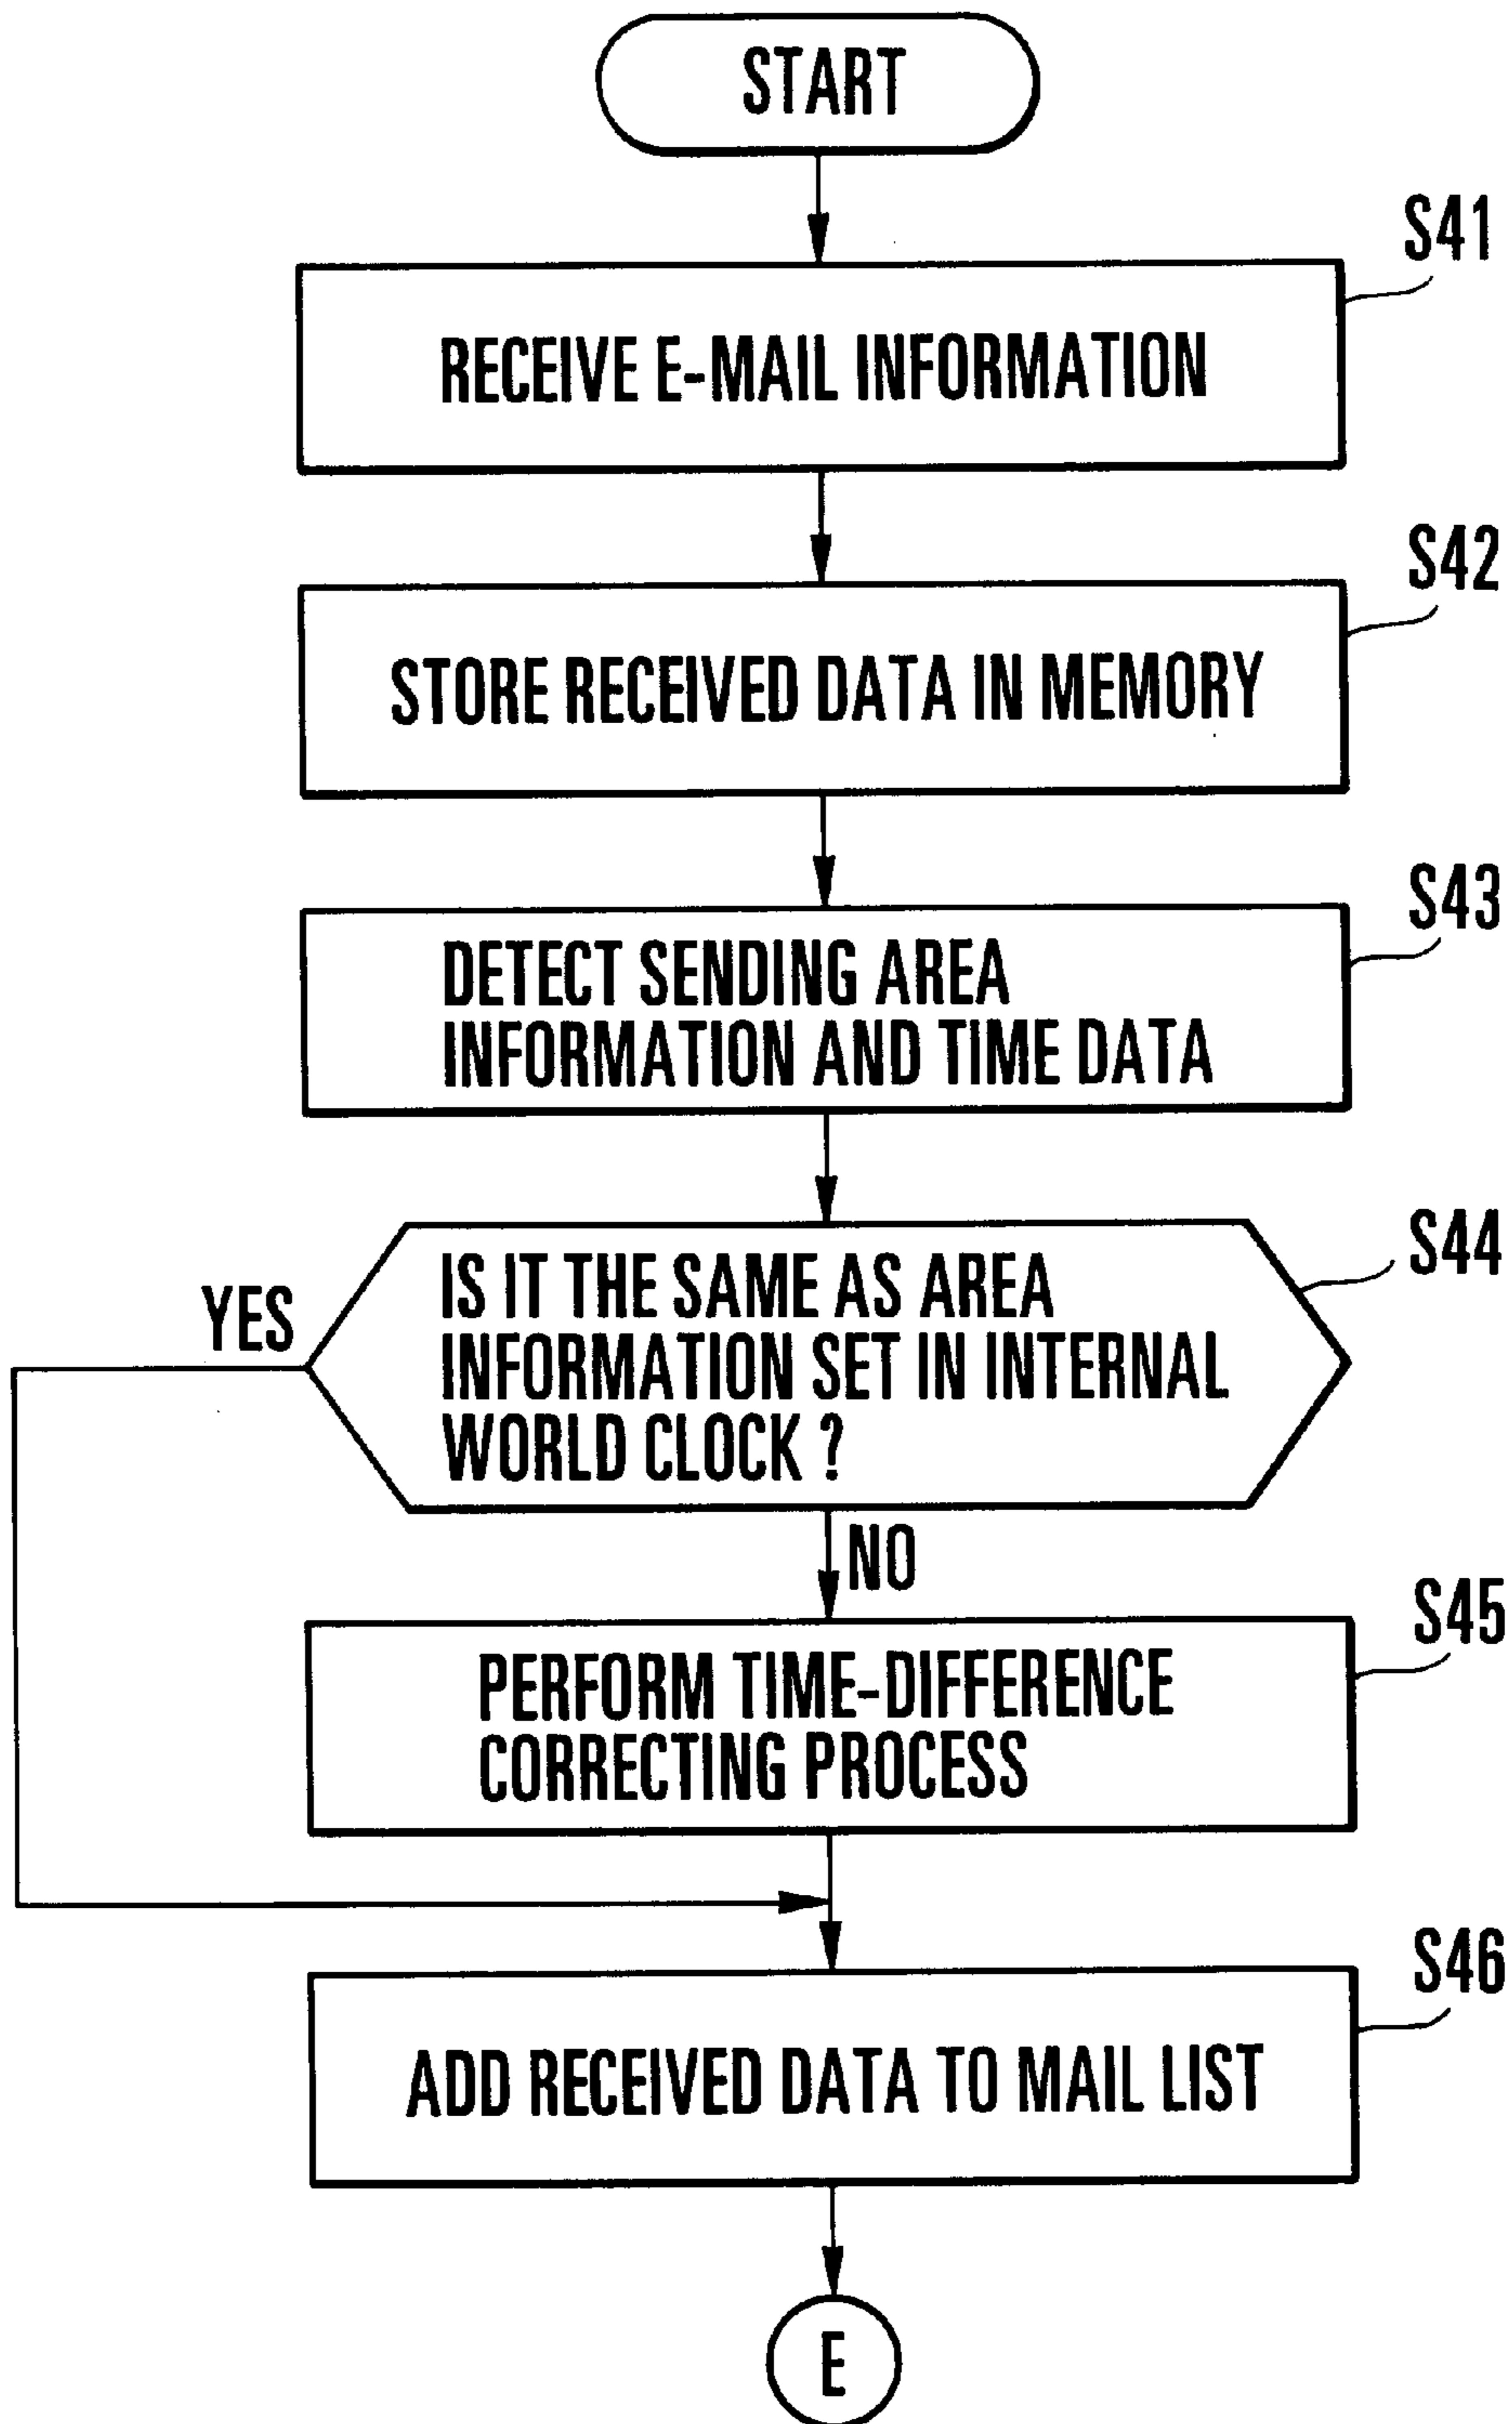 START
S41
RECEIVE E-MAIL INFORMATION
S42
STORE RECEIVED DATA IN MEMORY
S43
DETECT SENDING AREA
INFORMATION AND TIME DATA
S44
IS IT THE SAME AS AREA
INFORMATION SET IN INTERNAL
WORLD CLOCK ?
YES
NO
S45
PERFORM TIME-DIFFERENCE
CORRECTING PROCESS
S46
ADD RECEIVED DATA TO MAIL LIST
E